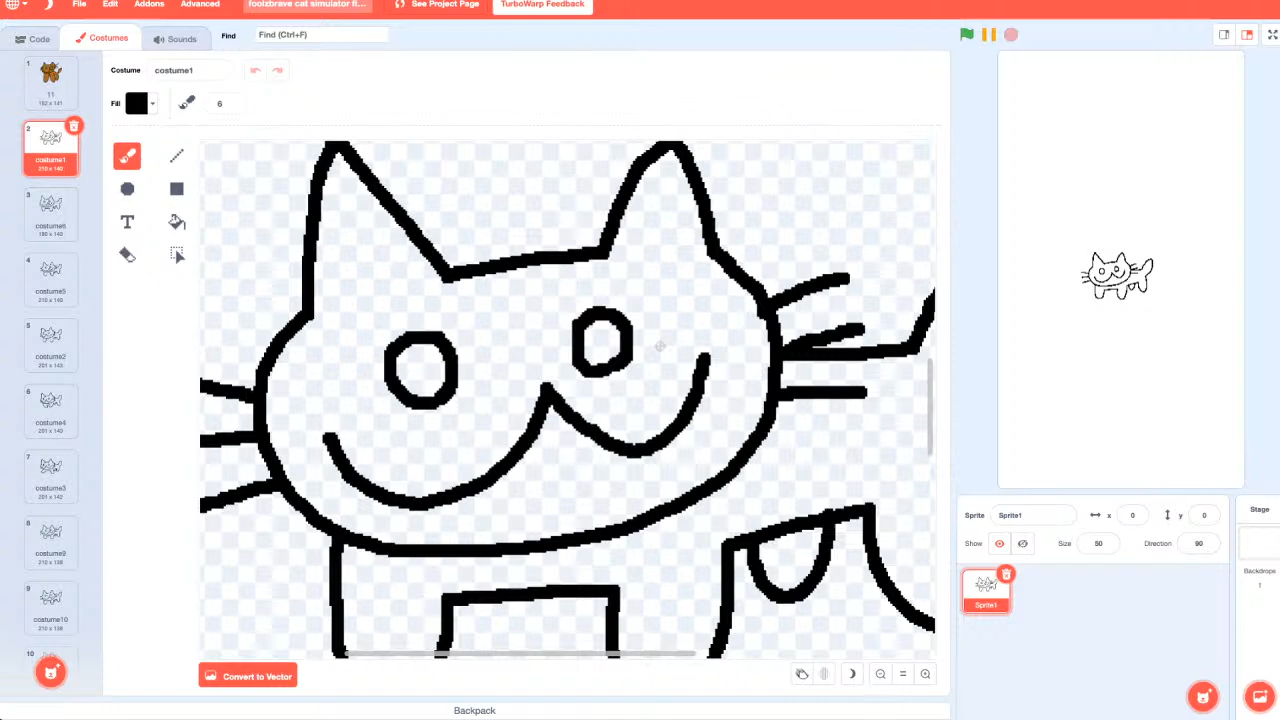 File Edit Addons Advanced foolzbrave cat simulator fl... See Project Page TurboWarp Feedback
Code Costumes Sounds Find Find (Ctrl+F)
Costume costume1
Fill 6
1
11
182 x 141
2
costume1
210 x 140
3
costume6
190 x 140
4
costume5
210 x 140
5
costume2
201 x 143
6
costume4
201 x 140
7
costume3
201 x 142
8
costume9
210 x 138
9
costume10
210 x 138
10
T
Convert to Vector
Backpack
Sprite Sprite1 x 0 y 0
Show Size 50 Direction 90
Sprite1
Stage
Backdrops
1